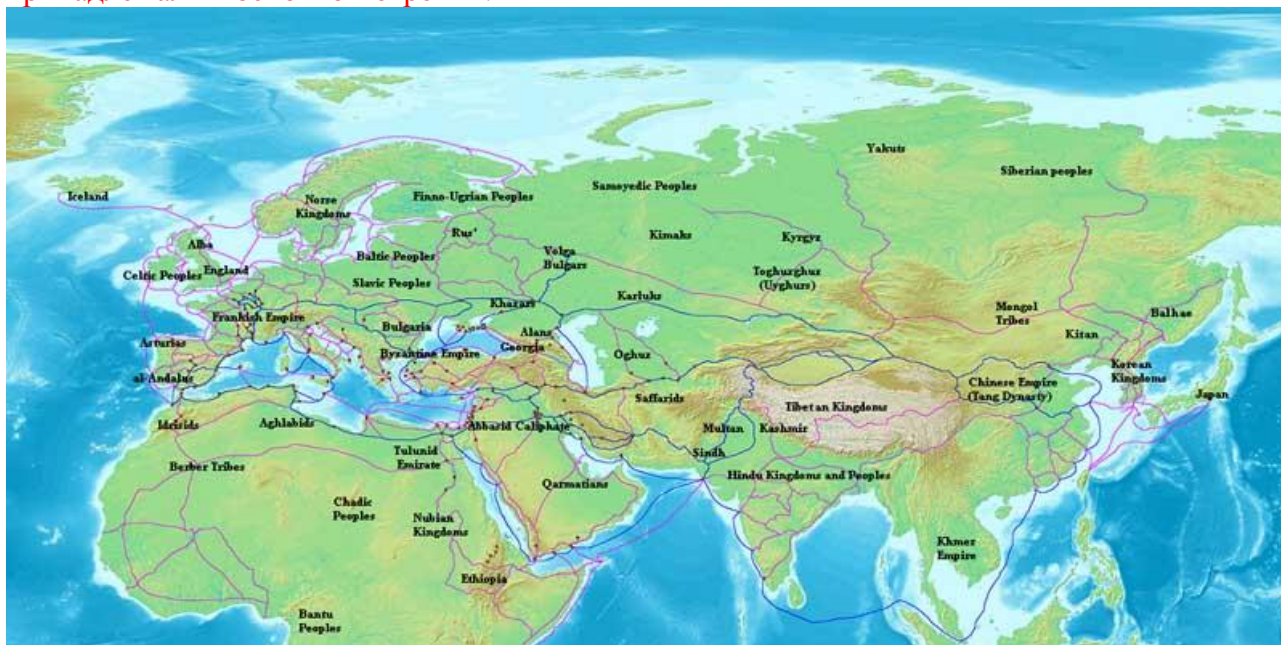 Yakuts
Siberian peoples
Iceland
Norse
Kingdoms
Finno-Ugrian Peoples
Samoyedic Peoples
Rus'
Kimaks
Kyrgyz
Alba
Celtic Peoples
England
Baltic Peoples
Volga
Bulgars
Toghuzghuz
(Uyghurs)
Slavic Peoples
Khazars
Karluks
Mongol
Tribes
Balhae
Frankish Empire
Bulgaria
Alans
Georgia
Kitan
Asturias
Byzantine Empire
Oghuz
Korean
Kingdoms
al-Andalus
Chinese Empire
(Tang Dynasty)
Japan
Saffarids
Tibetan Kingdoms
Idrisids
Aghlabids
Abbasid Caliphate
Multan
Kashmir
Tulunid
Emirate
Sindh
Berber Tribes
Hindu Kingdoms and Peoples
Qarmatians
Chadic
Peoples
Nubian
Kingdoms
Khmer
Empire
Ethiopia
Bantu
Peoples